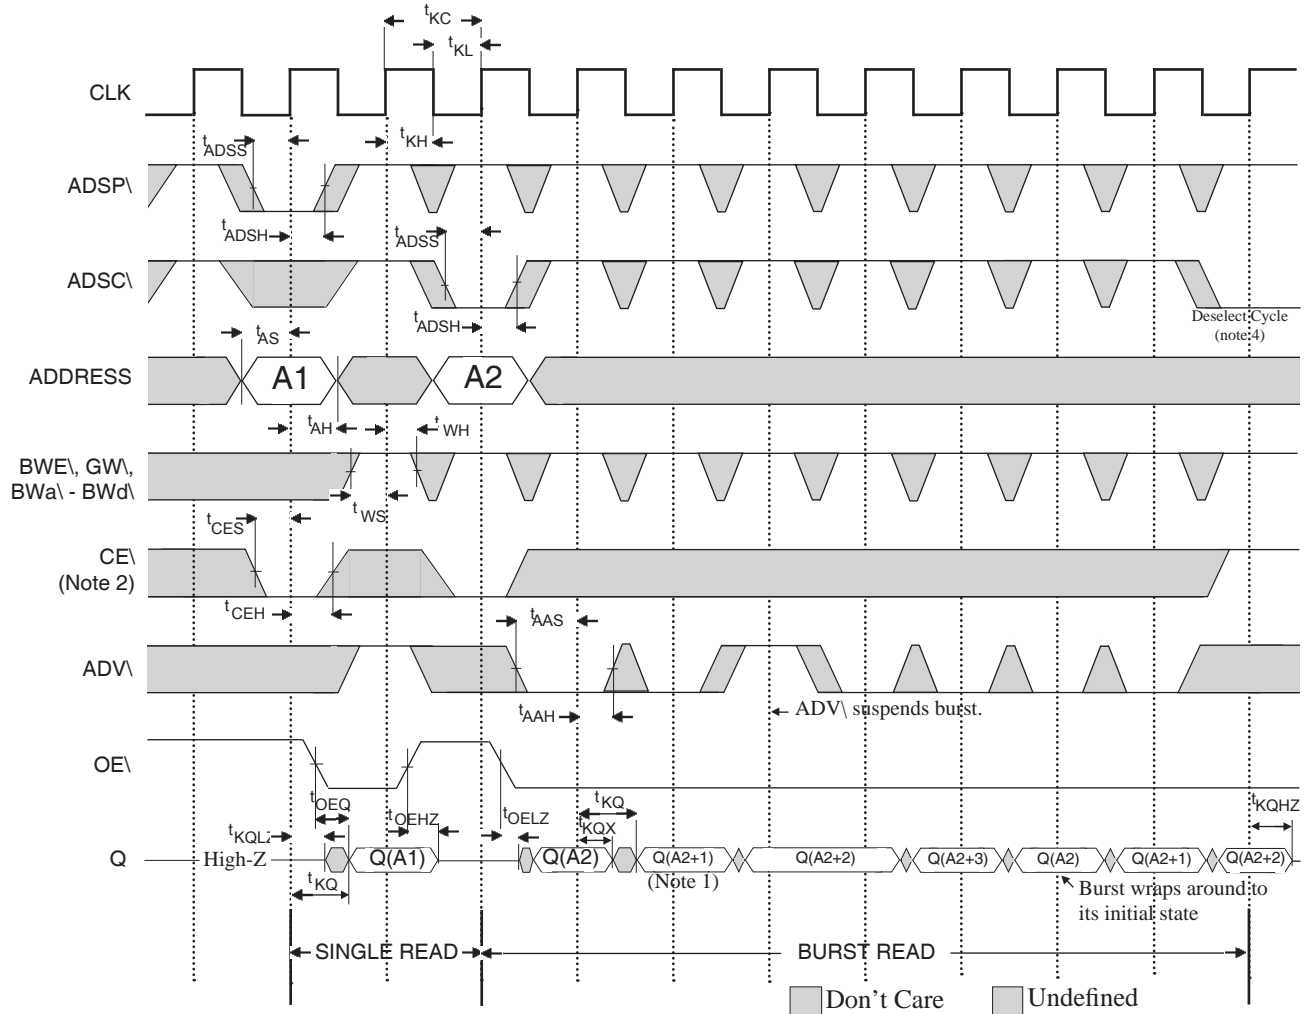 tKC
tKL
CLK
tADSS
tKH
ADSP\
tADSH
tADSS
ADSC\
tADSH
Deselect Cycle
(note 4)
tAS
ADDRESS
A1
A2
tAH
tWH
BWE\, GW\,
BWa\ - BWd\
tWS
tCES
CE\
(Note 2)
tCEH
tAAS
ADV\
tAAH
ADV\ suspends burst.
OE\
tOEQ
tOEHZ
tOELZ
tKQ
tKQX
tKQHZ
tKQLZ
Q
High-Z
Q(A1)
Q(A2)
Q(A2+1)
Q(A2+2)
Q(A2+3)
Q(A2)
Q(A2+1)
Q(A2+2)
(Note 1)
tKQ
Burst wraps around to
its initial state
SINGLE READ
BURST READ
Don't Care
Undefined